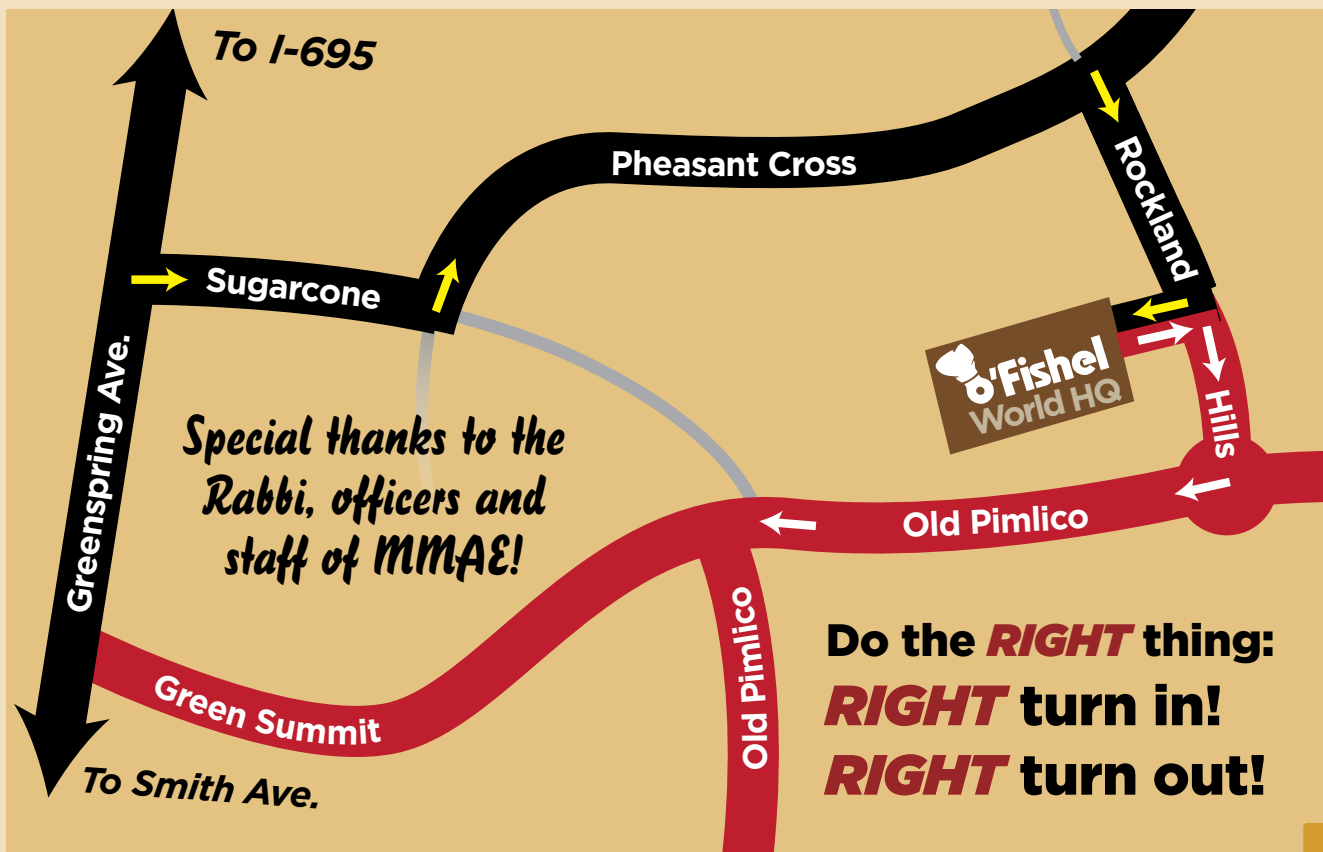 To I-695
Pheasant Cross
Rockland
Sugarcone
Greenspring Ave.
O'Fishel
World HQ
Hills
Special thanks to the
Rabbi, officers and
staff of MMAE!
Old Pimlico
Old Pimlico
Green Summit
Do the RIGHT thing:
RIGHT turn in!
RIGHT turn out!
To Smith Ave.